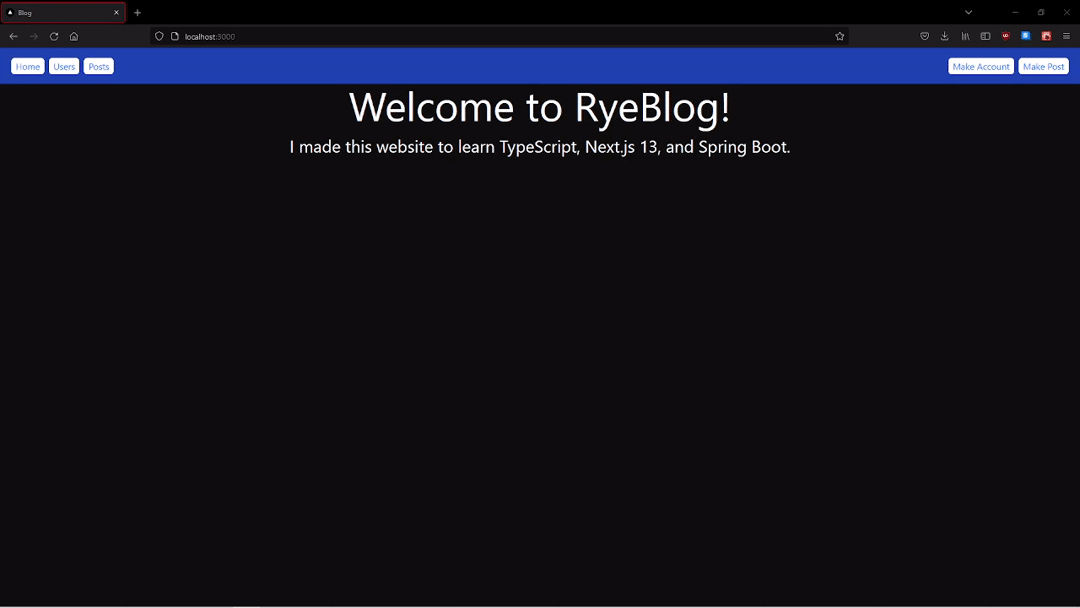 Blog
localhost:3000
Home Users Posts Make Account Make Post
Welcome to RyeBlog!
I made this website to learn TypeScript, Next.js 13, and Spring Boot.